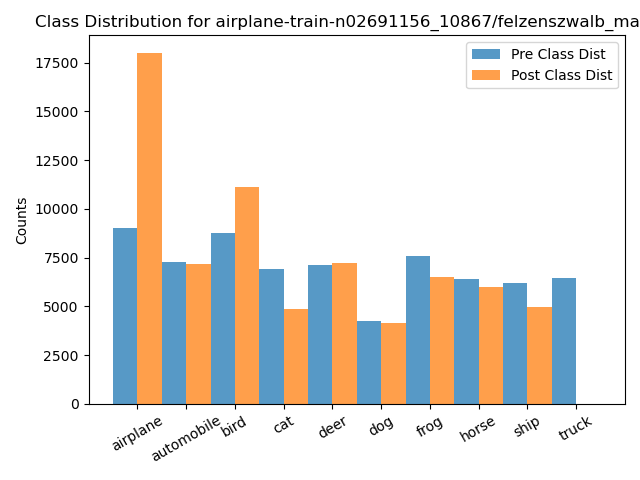 Class Distribution for airplane-train-n02691156_10867/felzenszwalb_ma
Pre Class Dist
Post Class Dist
17500
15000
12500
10000
7500
5000
2500
0
Counts
airplane
automobile
bird
cat
deer
dog
frog
horse
ship
truck